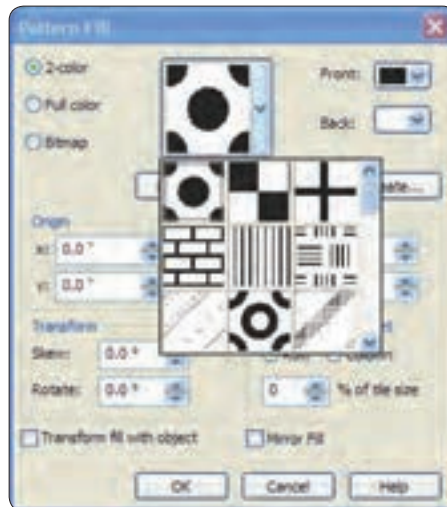 Pattern Fill
2-color
Front:
Full color
Back:
Bitmap
Origin
x: 0.0 "
y: 0.0 "
Transform
Skew: 0.0 °
Column
Rotate: 0.0 °
0 % of tile size
Transform fill with object
Mirror Fill
OK Cancel Help